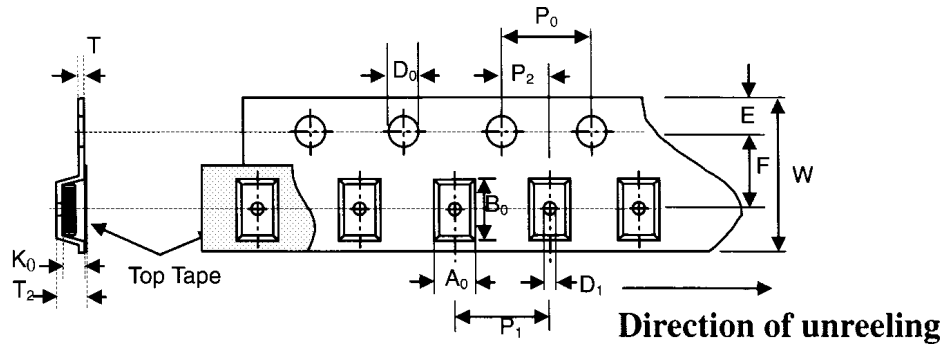 P₀
T
D₀
P₂
E
F
W
B₀
K₀
Top Tape
A₀
D₁
T₂
P₁
Direction of unreeling